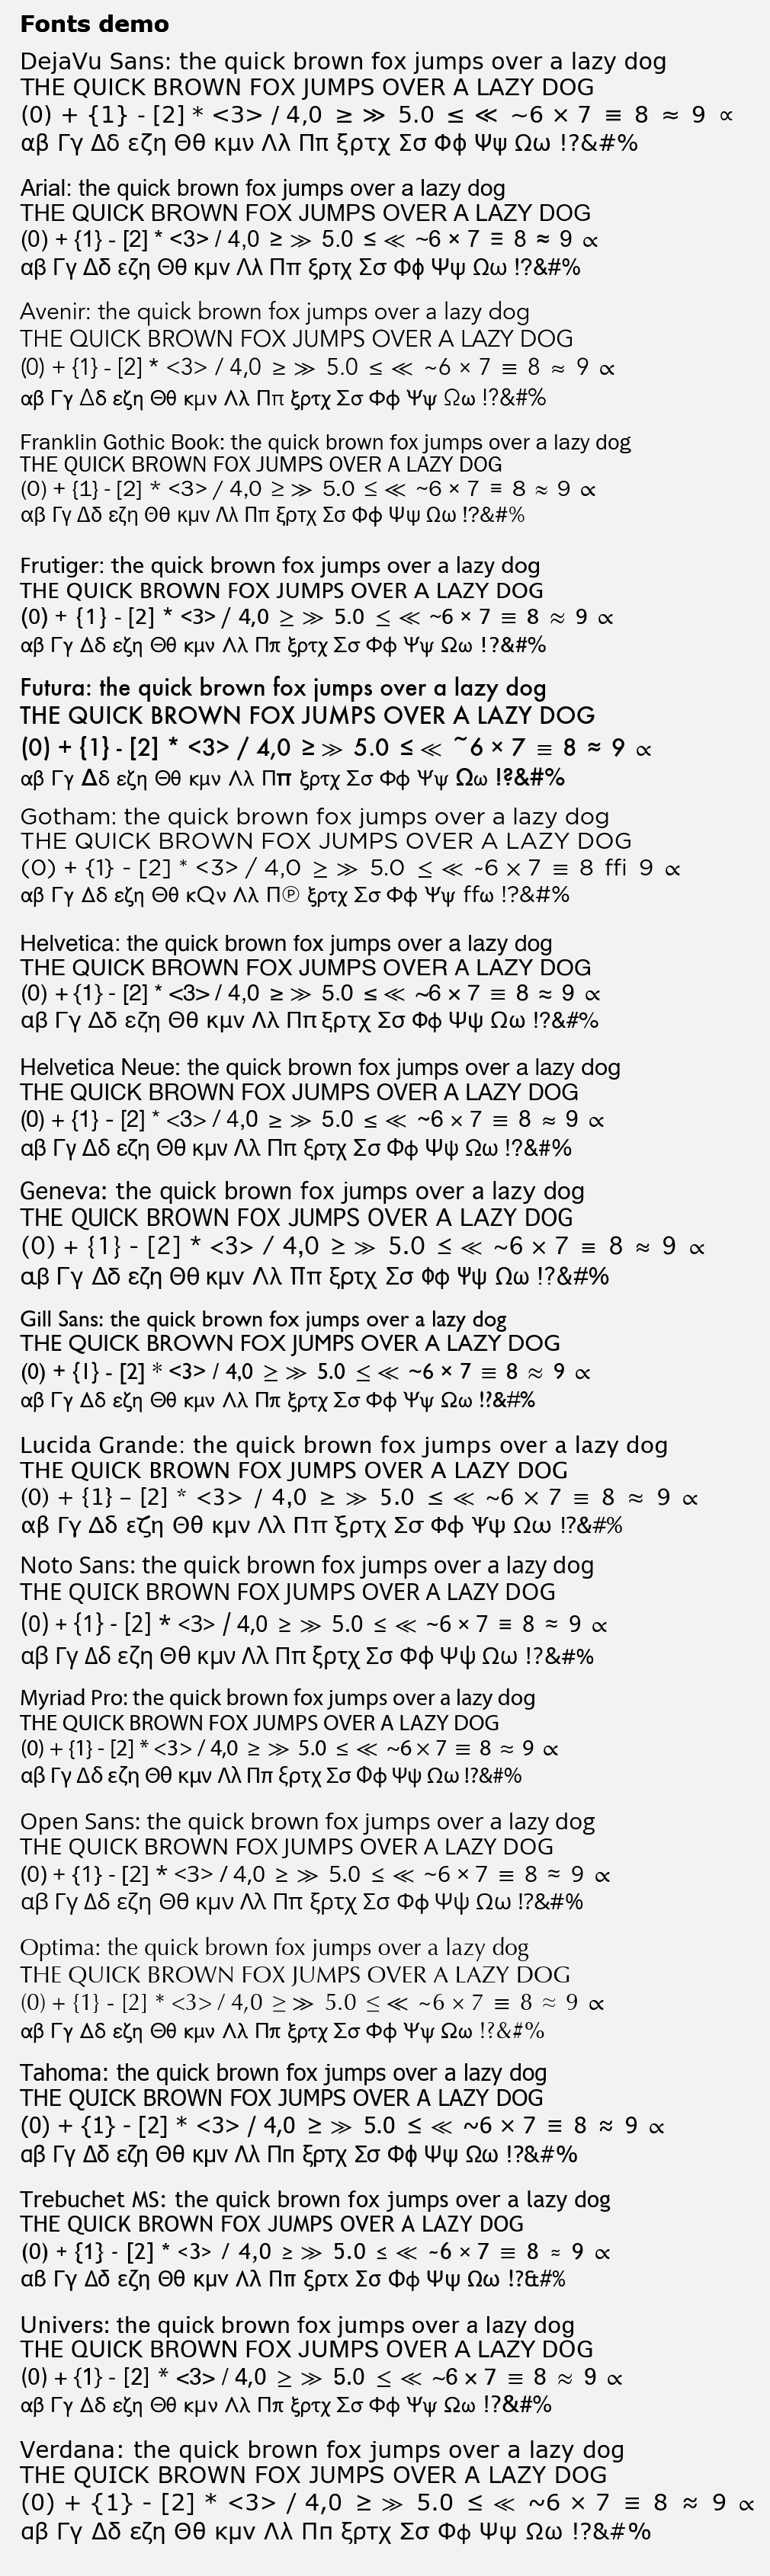 Fonts demo
DejaVu Sans: the quick brown fox jumps over a lazy dog
THE QUICK BROWN FOX JUMPS OVER A LAZY DOG
(0) + {1} - [2] * <3> / 4,0 ≥ ≫ 5.0 ≤ ≪ ~6 × 7 ≡ 8 ≈ 9 ∝
αβ Γγ Δδ εζη Θθ κμν Λλ Ππ ξρτχ Σσ Φϕ Ψψ Ωω !?&#%
Arial: the quick brown fox jumps over a lazy dog
THE QUICK BROWN FOX JUMPS OVER A LAZY DOG
(0) + {1} - [2] * <3> / 4,0 ≥ ≫ 5.0 ≤ ≪ ~6 × 7 ≡ 8 ≈ 9 ∝
αβ Γγ Δδ εζη Θθ κμν Λλ Ππ ξρτχ Σσ Φϕ Ψψ Ωω !?&#%
Avenir: the quick brown fox jumps over a lazy dog
THE QUICK BROWN FOX JUMPS OVER A LAZY DOG
(0) + {1} - [2] * <3> / 4,0 ≥ ≫ 5.0 ≤ ≪ ~6 × 7 ≡ 8 ≈ 9 ∝
αβ Γγ Δδ εζη Θθ κμν Λλ Ππ ξρτχ Σσ Φϕ Ψψ Ωω !?&#%
Franklin Gothic Book: the quick brown fox jumps over a lazy dog
THE QUICK BROWN FOX JUMPS OVER A LAZY DOG
(0) + {1} - [2] * <3> / 4,0 ≥ ≫ 5.0 ≤ ≪ ~6 × 7 ≡ 8 ≈ 9 ∝
αβ Γγ Δδ εζη Θθ κμν Λλ Ππ ξρτχ Σσ Φϕ Ψψ Ωω !?&#%
Frutiger: the quick brown fox jumps over a lazy dog
THE QUICK BROWN FOX JUMPS OVER A LAZY DOG
(0) + {1} - [2] * <3> / 4,0 ≥ ≫ 5.0 ≤ ≪ ~6 × 7 ≡ 8 ≈ 9 ∝
αβ Γγ Δδ εζη Θθ κμν Λλ Ππ ξρτχ Σσ Φϕ Ψψ Ωω !?&#%
Futura: the quick brown fox jumps over a lazy dog
THE QUICK BROWN FOX JUMPS OVER A LAZY DOG
(0) + {1} - [2] * <3> / 4,0 ≥ ≫ 5.0 ≤ ≪ ~6 × 7 ≡ 8 ≈ 9 ∝
αβ Γγ Δδ εζη Θθ κμν Λλ Ππ ξρτχ Σσ Φϕ Ψψ Ωω !?&#%
Gotham: the quick brown fox jumps over a lazy dog
THE QUICK BROWN FOX JUMPS OVER A LAZY DOG
(0) + {1} - [2] * <3> / 4,0 ≥ ≫ 5.0 ≤ ≪ ~6 × 7 ≡ 8 ffi 9 ∝
αβ Γγ Δδ εζη Θθ κQν Λλ Π℗ ξρτχ Σσ Φϕ Ψψ ffω !?&#%
Helvetica: the quick brown fox jumps over a lazy dog
THE QUICK BROWN FOX JUMPS OVER A LAZY DOG
(0) + {1} - [2] * <3> / 4,0 ≥ ≫ 5.0 ≤ ≪ ~6 × 7 ≡ 8 ≈ 9 ∝
αβ Γγ Δδ εζη Θθ κμν Λλ Ππ ξρτχ Σσ Φϕ Ψψ Ωω !?&#%
Helvetica Neue: the quick brown fox jumps over a lazy dog
THE QUICK BROWN FOX JUMPS OVER A LAZY DOG
(0) + {1} - [2] * <3> / 4,0 ≥ ≫ 5.0 ≤ ≪ ~6 × 7 ≡ 8 ≈ 9 ∝
αβ Γγ Δδ εζη Θθ κμν Λλ Ππ ξρτχ Σσ Φϕ Ψψ Ωω !?&#%
Geneva: the quick brown fox jumps over a lazy dog
THE QUICK BROWN FOX JUMPS OVER A LAZY DOG
(0) + {1} - [2] * <3> / 4,0 ≥ ≫ 5.0 ≤ ≪ ~6 × 7 ≡ 8 ≈ 9 ∝
αβ Γγ Δδ εζη Θθ κμν Λλ Ππ ξρτχ Σσ Φϕ Ψψ Ωω !?&#%
Gill Sans: the quick brown fox jumps over a lazy dog
THE QUICK BROWN FOX JUMPS OVER A LAZY DOG
(0) + {1} - [2] * <3> / 4,0 ≥ ≫ 5.0 ≤ ≪ ~6 × 7 ≡ 8 ≈ 9 ∝
αβ Γγ Δδ εζη Θθ κμν Λλ Ππ ξρτχ Σσ Φϕ Ψψ Ωω !?&#%
Lucida Grande: the quick brown fox jumps over a lazy dog
THE QUICK BROWN FOX JUMPS OVER A LAZY DOG
(0) + {1} – [2] * <3> / 4,0 ≥ ≫ 5.0 ≤ ≪ ~6 × 7 ≡ 8 ≈ 9 ∝
αβ Γγ Δδ εζη Θθ κμν Λλ Ππ ξρτχ Σσ Φϕ Ψψ Ωω !?&#%
Noto Sans: the quick brown fox jumps over a lazy dog
THE QUICK BROWN FOX JUMPS OVER A LAZY DOG
(0) + {1} - [2] * <3> / 4,0 ≥ ≫ 5.0 ≤ ≪ ~6 × 7 ≡ 8 ≈ 9 ∝
αβ Γγ Δδ εζη Θθ κμν Λλ Ππ ξρτχ Σσ Φϕ Ψψ Ωω !?&#%
Myriad Pro: the quick brown fox jumps over a lazy dog
THE QUICK BROWN FOX JUMPS OVER A LAZY DOG
(0) + {1} - [2] * <3> / 4,0 ≥ ≫ 5.0 ≤ ≪ ~6 × 7 ≡ 8 ≈ 9 ∝
αβ Γγ Δδ εζη Θθ κμν Λλ Ππ ξρτχ Σσ Φϕ Ψψ Ωω !?&#%
Open Sans: the quick brown fox jumps over a lazy dog
THE QUICK BROWN FOX JUMPS OVER A LAZY DOG
(0) + {1} - [2] * <3> / 4,0 ≥ ≫ 5.0 ≤ ≪ ~6 × 7 ≡ 8 ≈ 9 ∝
αβ Γγ Δδ εζη Θθ κμν Λλ Ππ ξρτχ Σσ Φϕ Ψψ Ωω !?&#%
Optima: the quick brown fox jumps over a lazy dog
THE QUICK BROWN FOX JUMPS OVER A LAZY DOG
(0) + {1} - [2] * <3> / 4,0 ≥ ≫ 5.0 ≤ ≪ ~6 × 7 ≡ 8 ≈ 9 ∝
αβ Γγ Δδ εζη Θθ κμν Λλ Ππ ξρτχ Σσ Φϕ Ψψ Ωω !?&#%
Tahoma: the quick brown fox jumps over a lazy dog
THE QUICK BROWN FOX JUMPS OVER A LAZY DOG
(0) + {1} - [2] * <3> / 4,0 ≥ ≫ 5.0 ≤ ≪ ~6 × 7 ≡ 8 ≈ 9 ∝
αβ Γγ Δδ εζη Θθ κμν Λλ Ππ ξρτχ Σσ Φϕ Ψψ Ωω !?&#%
Trebuchet MS: the quick brown fox jumps over a lazy dog
THE QUICK BROWN FOX JUMPS OVER A LAZY DOG
(0) + {1} - [2] * <3> / 4,0 ≥ ≫ 5.0 ≤ ≪ ~6 × 7 ≡ 8 ≈ 9 ∝
αβ Γγ Δδ εζη Θθ κμν Λλ Ππ ξρτχ Σσ Φϕ Ψψ Ωω !?&#%
Univers: the quick brown fox jumps over a lazy dog
THE QUICK BROWN FOX JUMPS OVER A LAZY DOG
(0) + {1} - [2] * <3> / 4,0 ≥ ≫ 5.0 ≤ ≪ ~6 × 7 ≡ 8 ≈ 9 ∝
αβ Γγ Δδ εζη Θθ κμν Λλ Ππ ξρτχ Σσ Φϕ Ψψ Ωω !?&#%
Verdana: the quick brown fox jumps over a lazy dog
THE QUICK BROWN FOX JUMPS OVER A LAZY DOG
(0) + {1} - [2] * <3> / 4,0 ≥ ≫ 5.0 ≤ ≪ ~6 × 7 ≡ 8 ≈ 9 ∝
αβ Γγ Δδ εζη Θθ κμν Λλ Ππ ξρτχ Σσ Φϕ Ψψ Ωω !?&#%